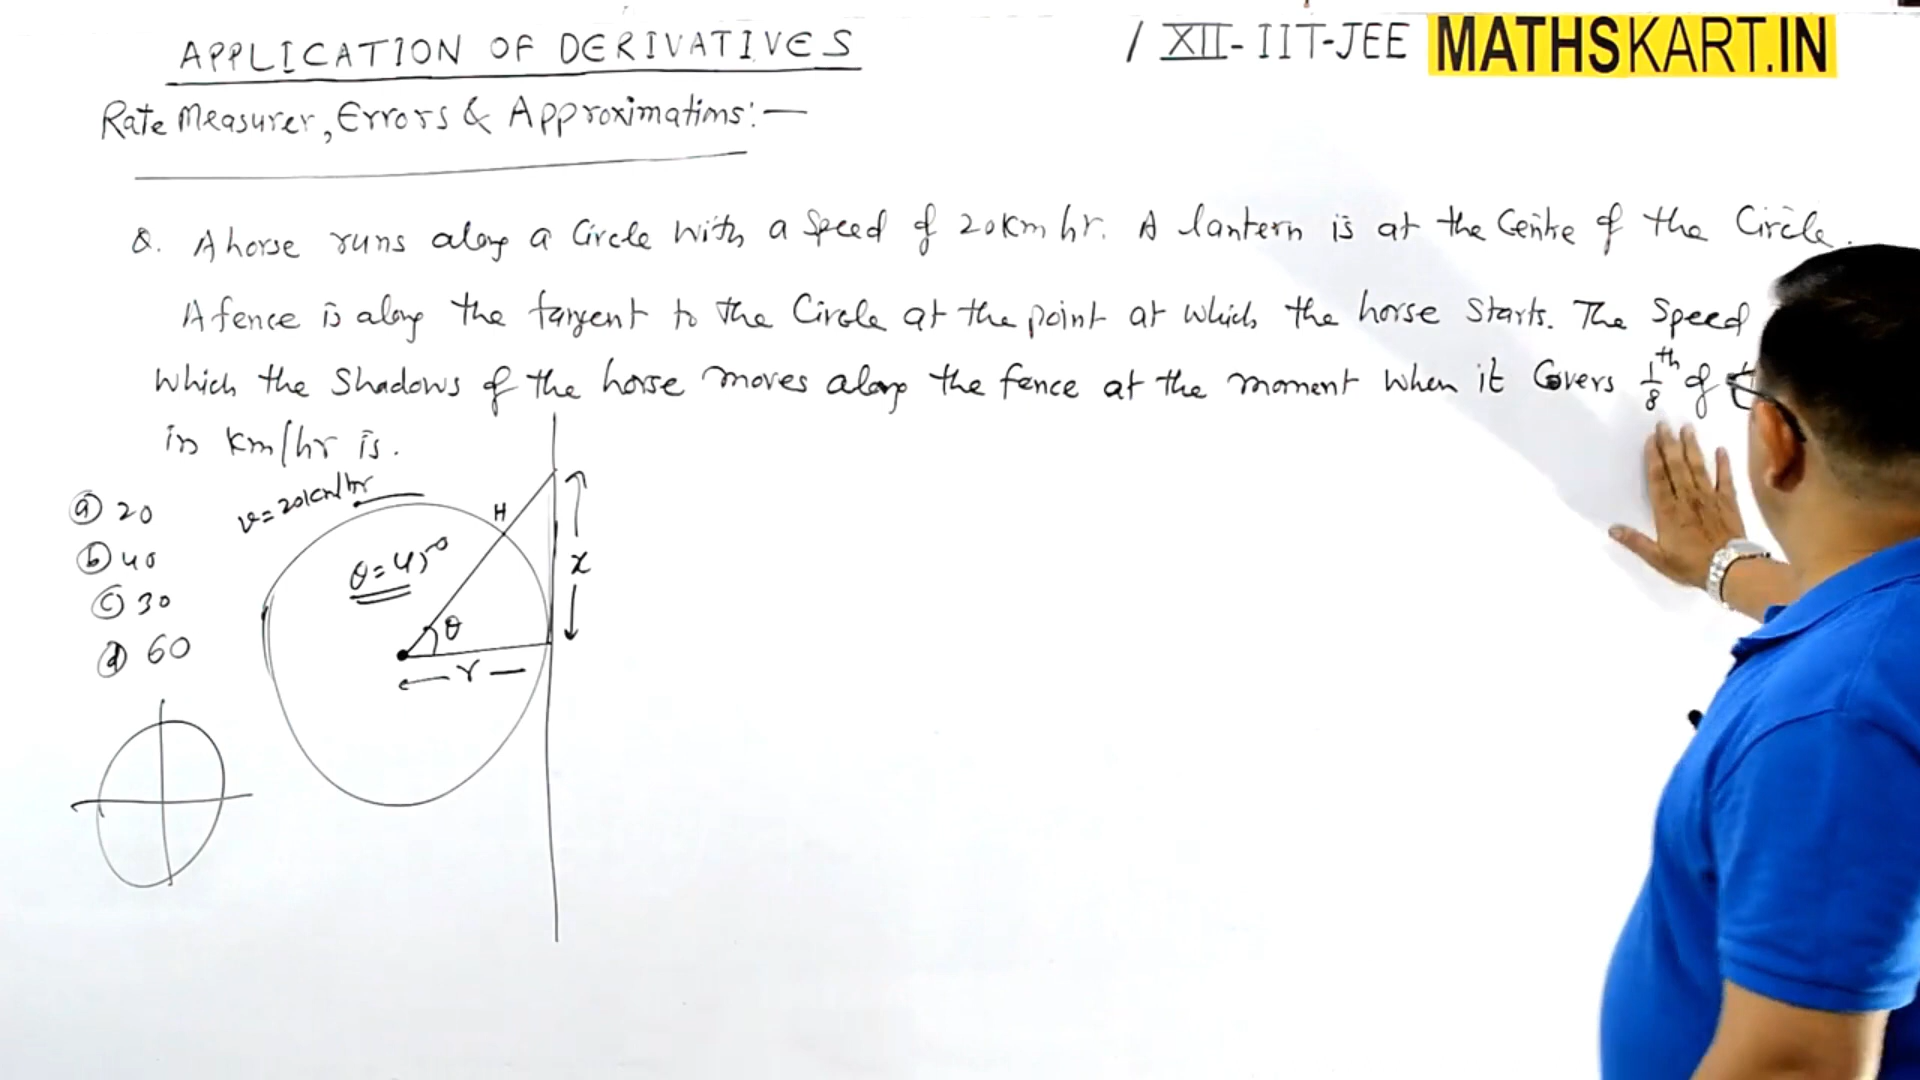 APPLICATION OF DERIVATIVES / XII-IIT-JEE MATHSKART.IN
Rate Measurer, Errors & Approximations:—
Q. A horse runs along a Circle with a Speed of 20Km hr. A lantern is at the Centre of the Circle.
A fence is along the tangent to the Circle at the point at which the horse Starts. The Speed
which the Shadows of the horse moves along the fence at the moment when it Covers 1/8 th of
in Km/hr is.
ⓐ 20
ⓑ 40
ⓒ 30
ⓓ 60
v=20km/hr
H
θ=45°
x
θ
r